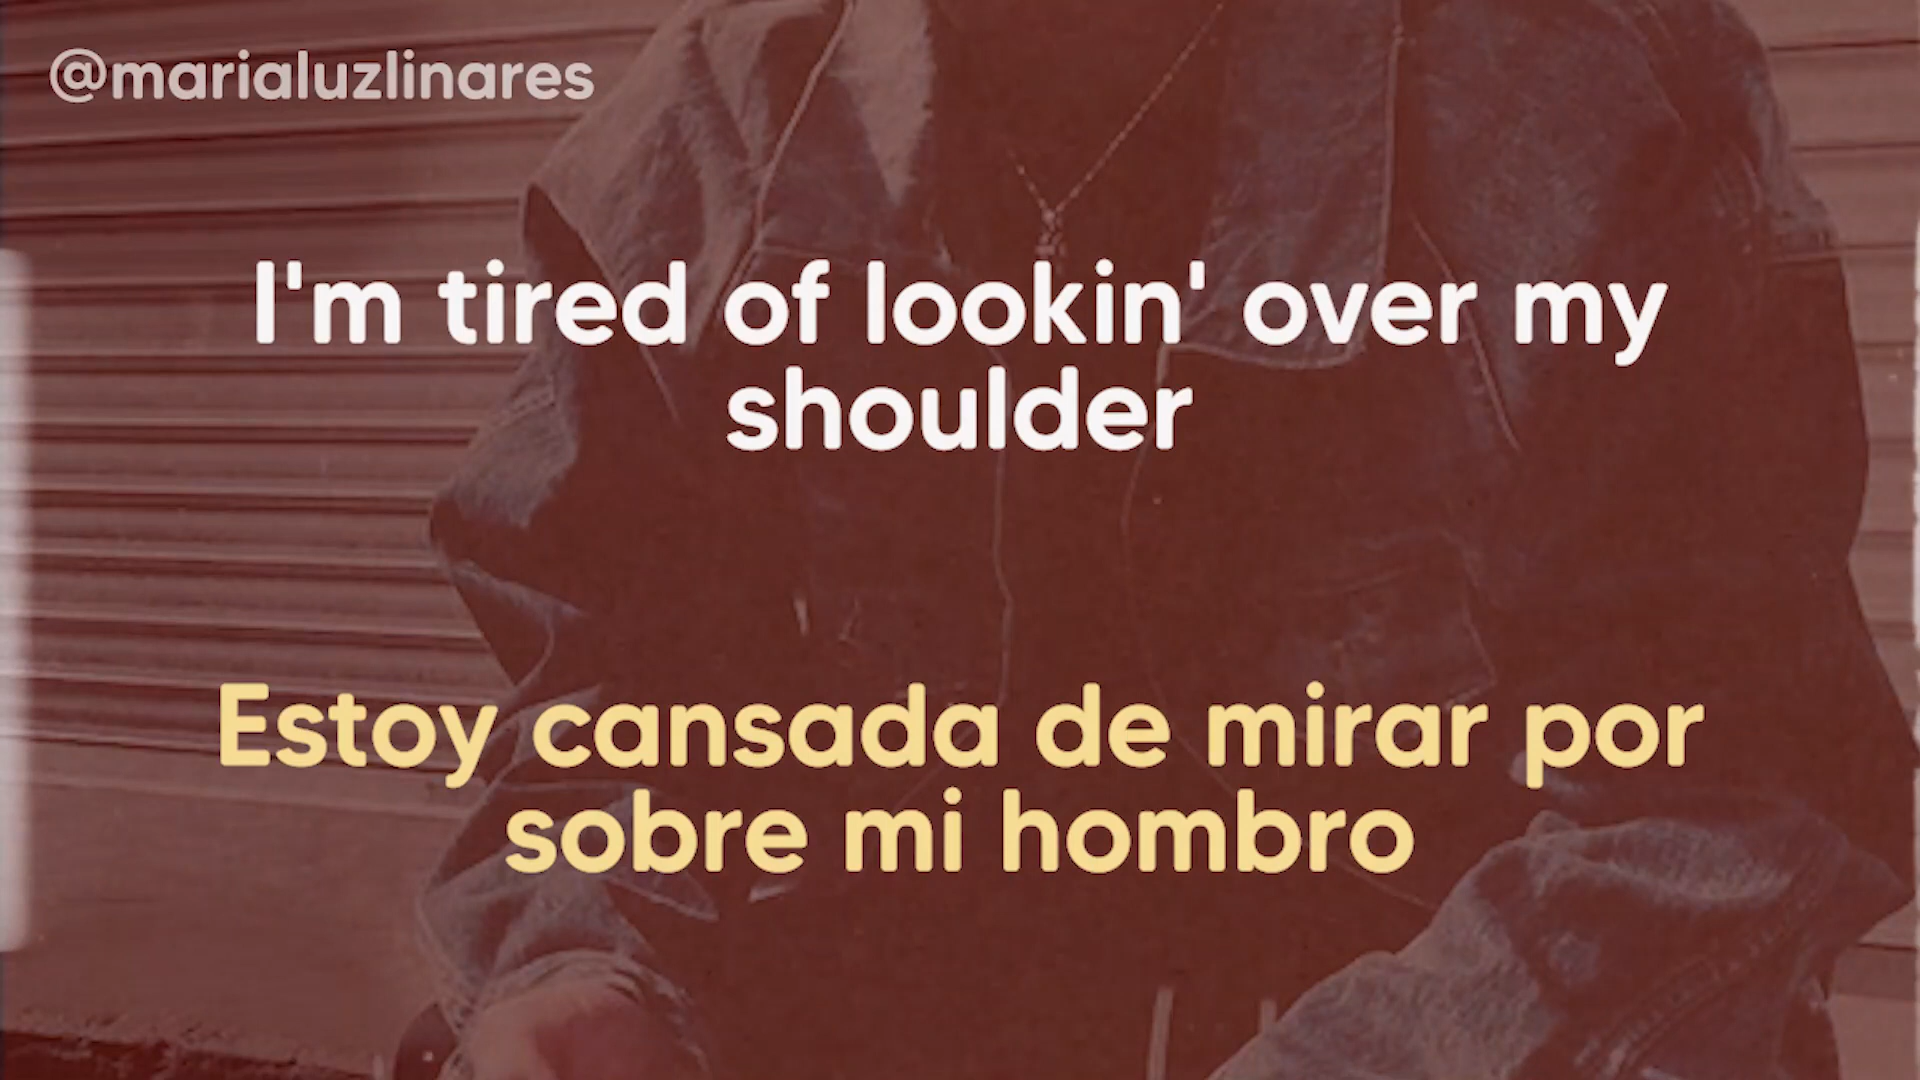 @marialuzlinares
I'm tired of lookin' over my
shoulder
Estoy cansada de mirar por
sobre mi hombro